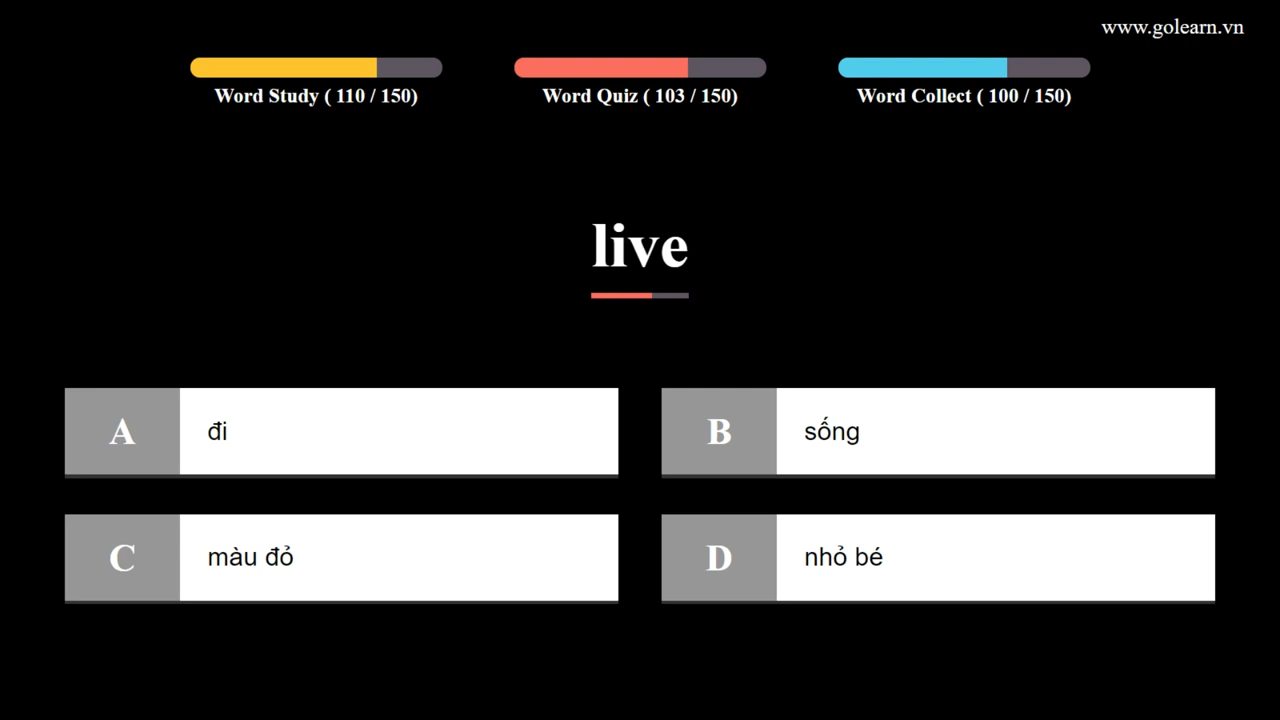 www.golearn.vn
Word Study ( 110 / 150)
Word Quiz ( 103 / 150)
Word Collect ( 100 / 150)
live
A đi
B sống
C màu đỏ
D nhỏ bé